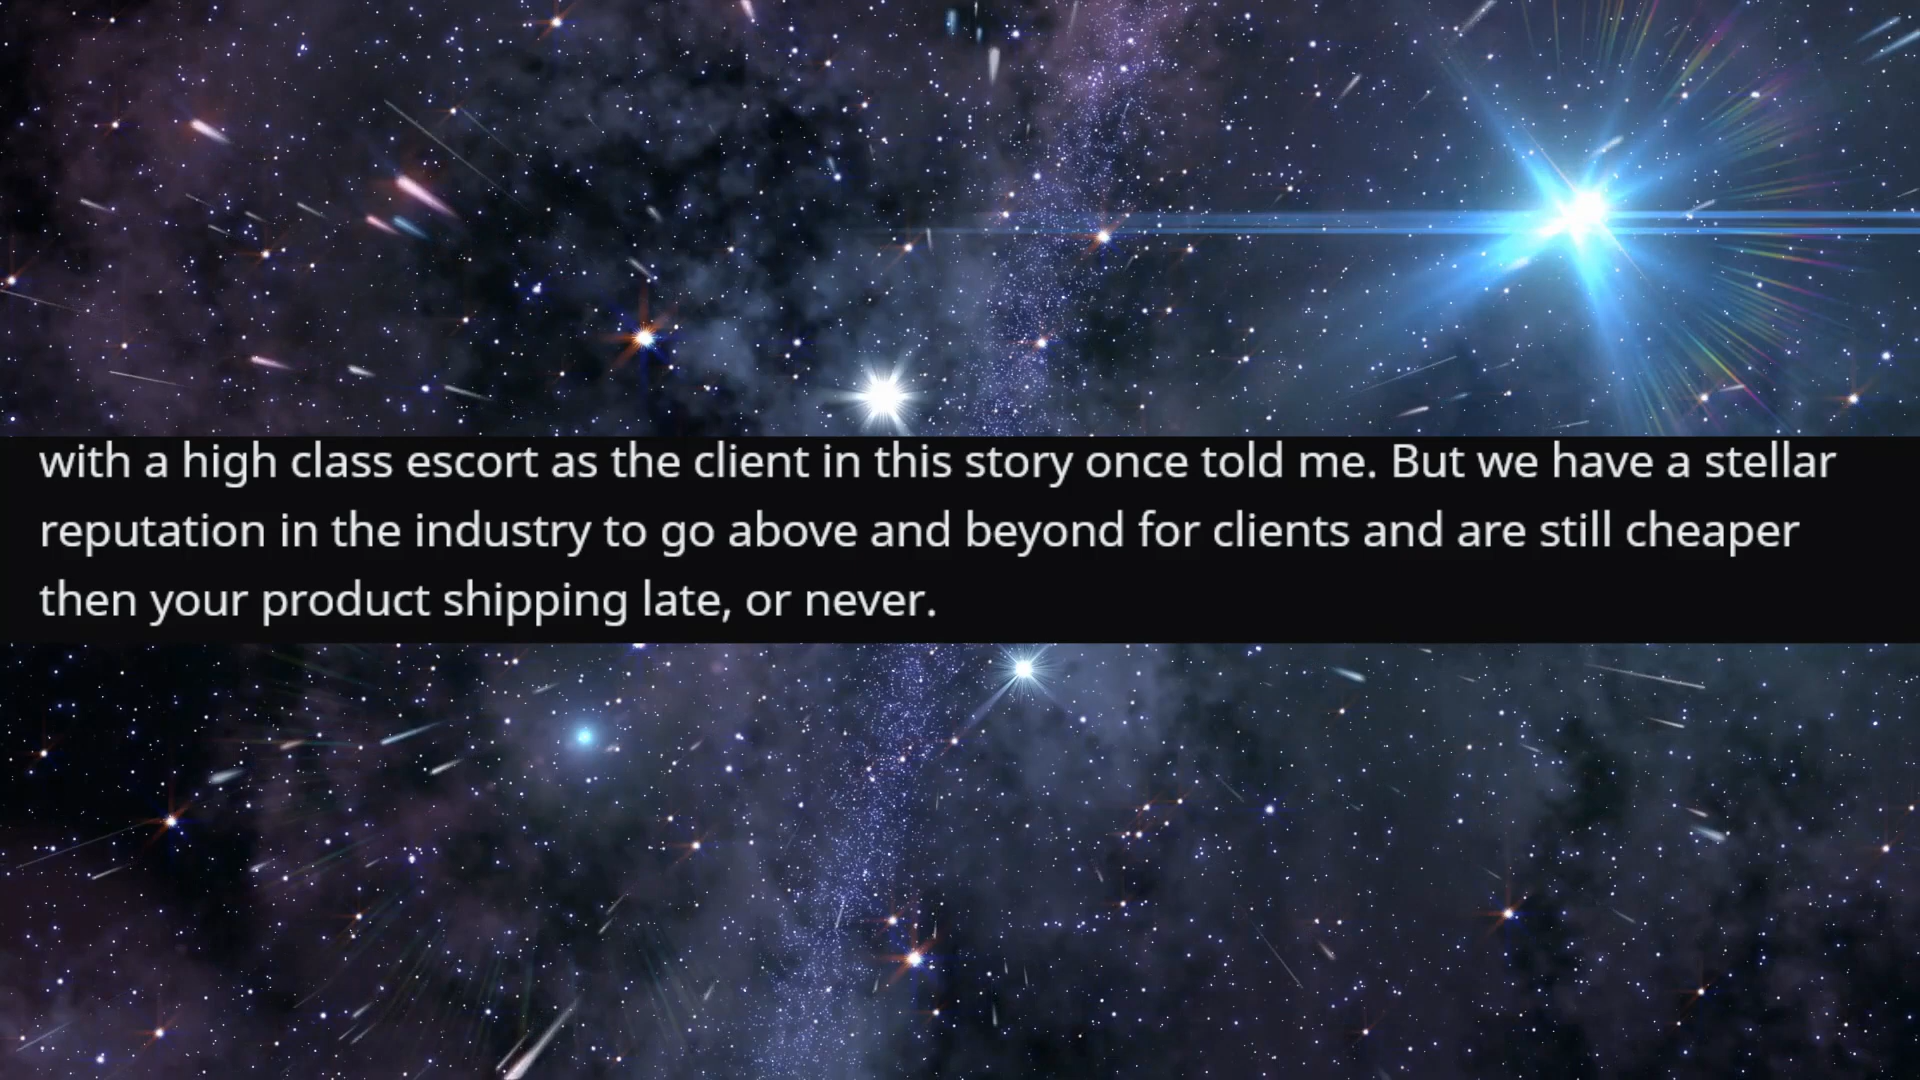 with a high class escort as the client in this story once told me. But we have a stellar
reputation in the industry to go above and beyond for clients and are still cheaper
then your product shipping late, or never.